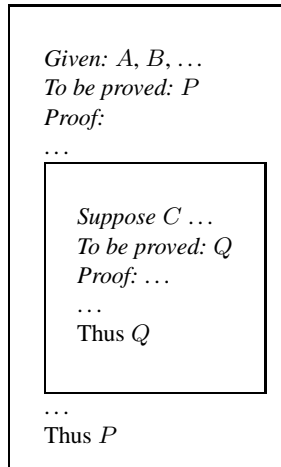 Given: A, B, …
To be proved: P
Proof:
…
Suppose C …
To be proved: Q
Proof: …
…
Thus Q
…
Thus P